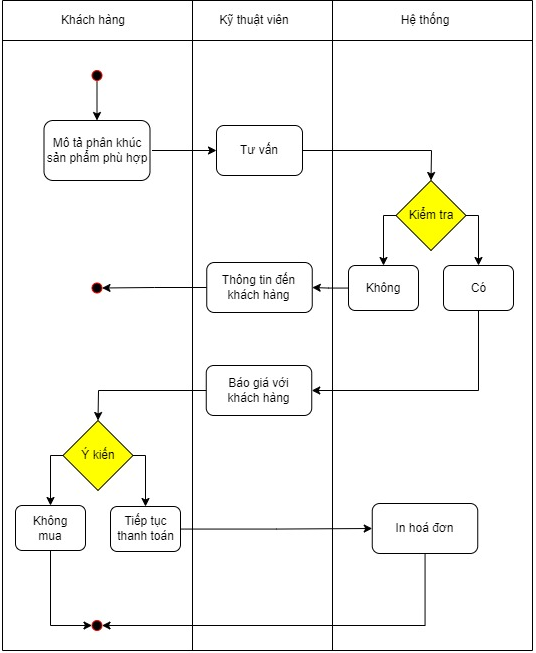 Khách hàng
Kỹ thuật viên
Hệ thống
Mô tả phân khúc
sản phẩm phù hợp
Tư vấn
Kiểm tra
Thông tin đến
khách hàng
Không
Có
Báo giá với
khách hàng
Ý kiến
Không
mua
Tiếp tục
thanh toán
In hoá đơn